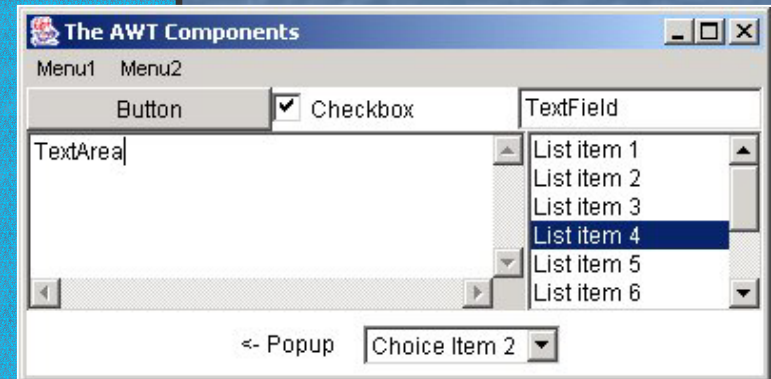 The AWT Components
Menu1 Menu2
Button Checkbox TextField
TextArea
List item 1
List item 2
List item 3
List item 4
List item 5
List item 6
<- Popup Choice Item 2